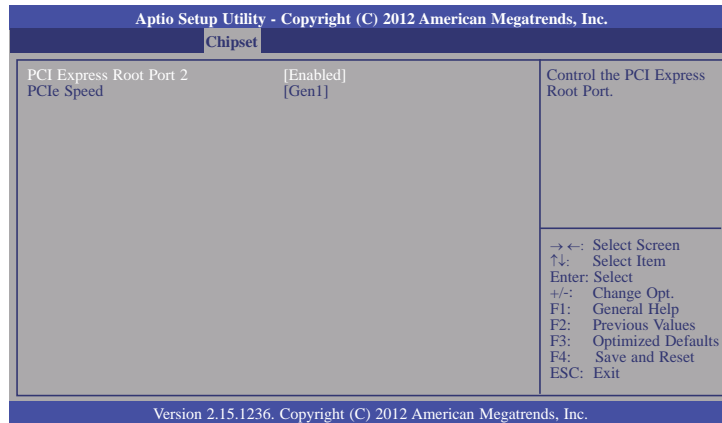 Aptio Setup Utility - Copyright (C) 2012 American Megatrends, Inc.
Chipset
PCI Express Root Port 2 [Enabled]
PCIe Speed [Gen1]
Control the PCI Express
Root Port.
→←: Select Screen
↑↓: Select Item
Enter: Select
+/-: Change Opt.
F1: General Help
F2: Previous Values
F3: Optimized Defaults
F4: Save and Reset
ESC: Exit
Version 2.15.1236. Copyright (C) 2012 American Megatrends, Inc.